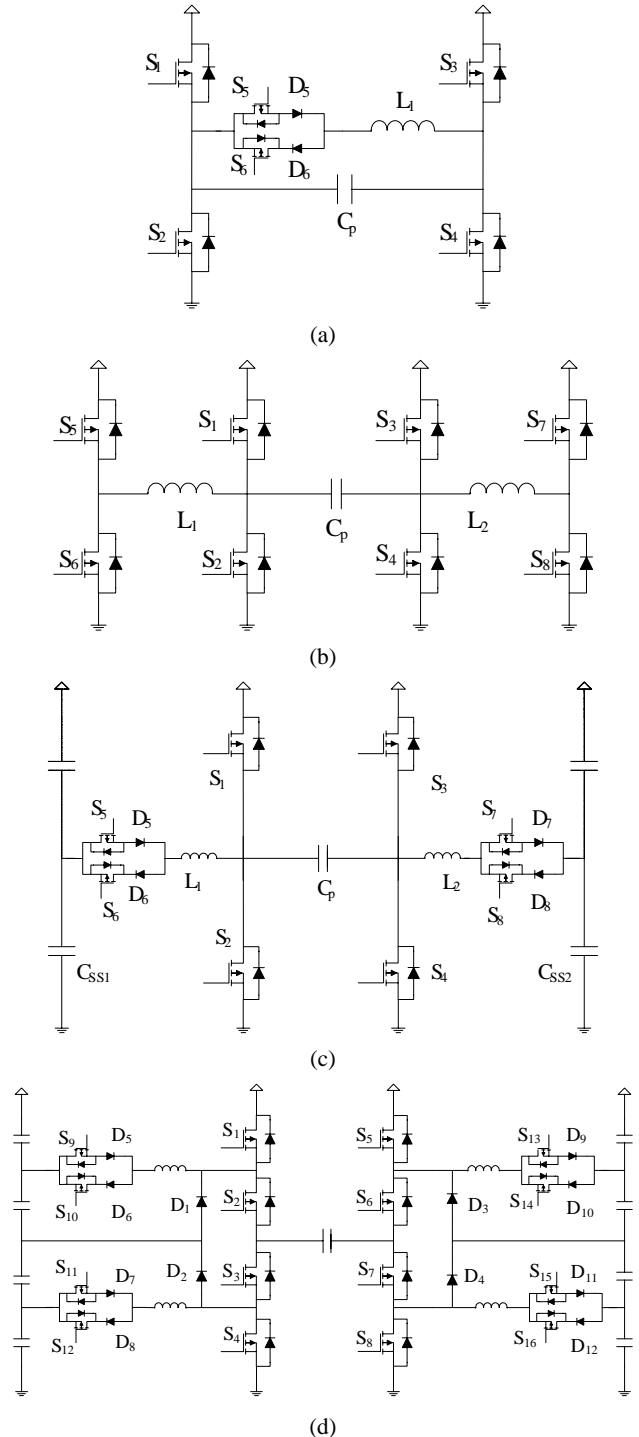 S₁
S₃
S₅ D₅
L₁
S₆ D₆
S₂
Cₚ
S₄
(a)
S₅ S₁ S₃ S₇
L₁ Cₚ L₂
S₆ S₂ S₄ S₈
(b)
S₁ S₃
S₅ D₅ S₇ D₇
L₁ Cₚ L₂
D₆ D₈
S₆ S₈
S₂ S₄
C_SS1 C_SS2
(c)
S₉ D₅ S₁ S₅ S₁₃ D₉
S₁₀ D₆ D₁ S₂ S₆ D₃ S₁₄ D₁₀
S₁₁ D₇ D₂ S₃ S₇ D₄ S₁₅ D₁₁
S₁₂ D₈ S₄ S₈ S₁₆ D₁₂
(d)